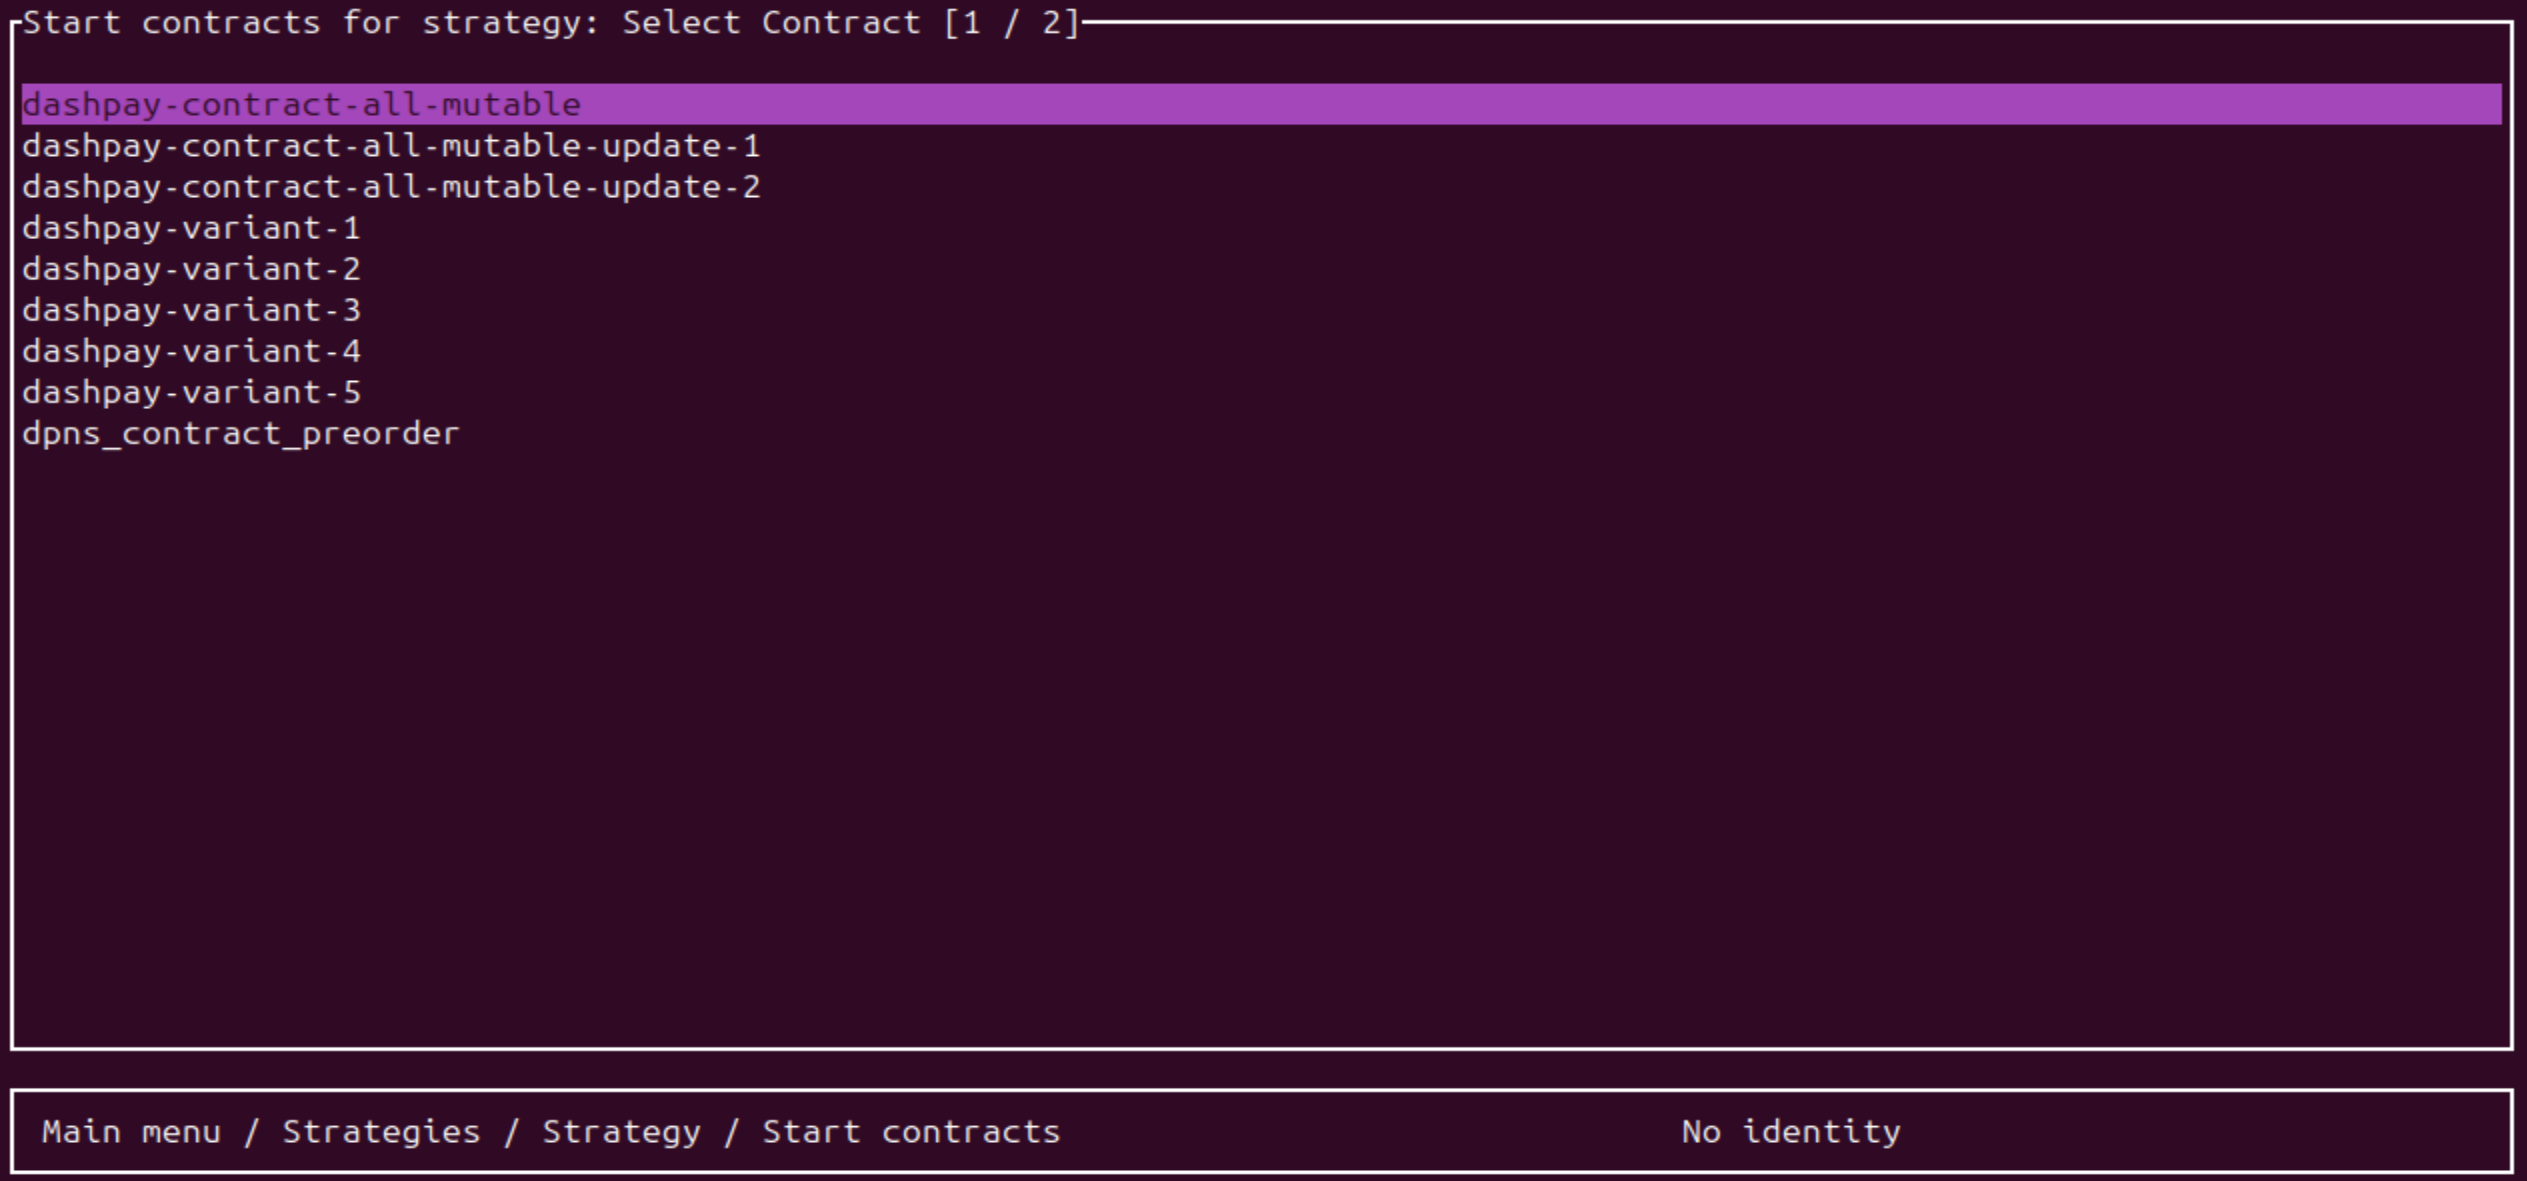 Start contracts for strategy: Select Contract [1 / 2]
dashpay-contract-all-mutable
dashpay-contract-all-mutable-update-1
dashpay-contract-all-mutable-update-2
dashpay-variant-1
dashpay-variant-2
dashpay-variant-3
dashpay-variant-4
dashpay-variant-5
dpns_contract_preorder
Main menu / Strategies / Strategy / Start contracts No identity